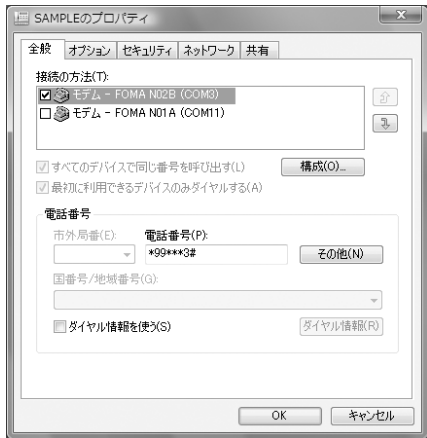 SAMPLEのプロパティ
全般 オプション セキュリティ ネットワーク 共有
接続の方法(T):
モデム - FOMA N02B (COM3)
モデム - FOMA N01A (COM11)
すべてのデバイスで同じ番号を呼び出す(L) 構成(O)...
最初に利用できるデバイスのみダイヤルする(A)
電話番号
市外局番(E): 電話番号(P):
*99***3# その他(N)
国番号/地域番号(G):
ダイヤル情報を使う(S) ダイヤル情報(R)
OK キャンセル